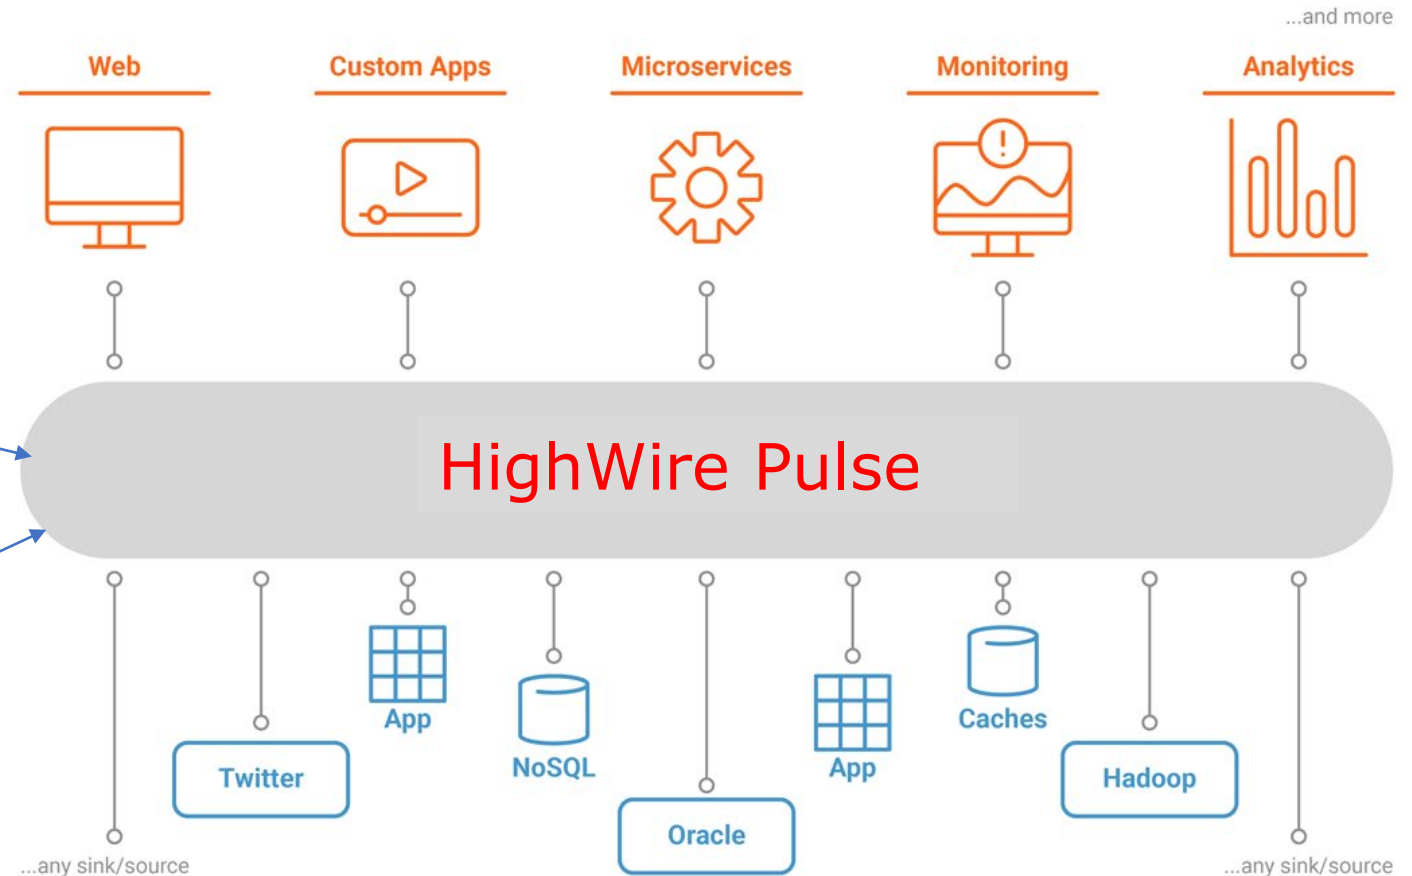 ...and more
Web
Custom Apps
Microservices
Monitoring
Analytics
HighWire Pulse
App
Caches
NoSQL
App
Twitter
Hadoop
Oracle
...any sink/source
...any sink/source